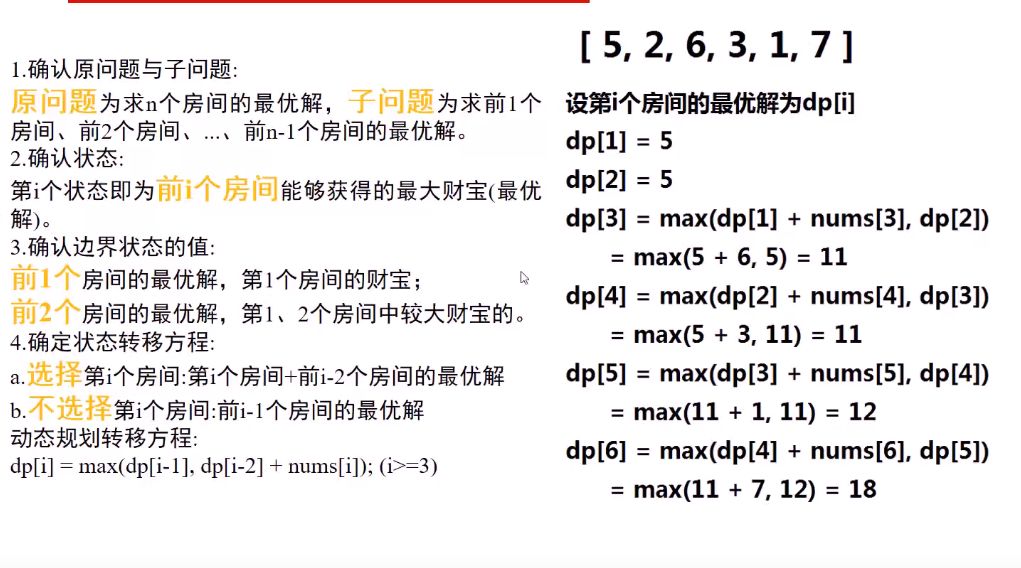 1.确认原问题与子问题:
原问题为求n个房间的最优解，子问题为求前1个
房间、前2个房间、...、前n-1个房间的最优解。
2.确认状态:
第i个状态即为前i个房间能够获得的最大财宝(最优
解)。
3.确认边界状态的值:
前1个房间的最优解，第1个房间的财宝；
前2个房间的最优解，第1、2个房间中较大财宝的。
4.确定状态转移方程:
a.选择第i个房间:第i个房间+前i-2个房间的最优解
b.不选择第i个房间:前i-1个房间的最优解
动态规划转移方程:
dp[i] = max(dp[i-1], dp[i-2] + nums[i]); (i>=3)
[ 5, 2, 6, 3, 1, 7 ]
设第i个房间的最优解为dp[i]
dp[1] = 5
dp[2] = 5
dp[3] = max(dp[1] + nums[3], dp[2])
= max(5 + 6, 5) = 11
dp[4] = max(dp[2] + nums[4], dp[3])
= max(5 + 3, 11) = 11
dp[5] = max(dp[3] + nums[5], dp[4])
= max(11 + 1, 11) = 12
dp[6] = max(dp[4] + nums[6], dp[5])
= max(11 + 7, 12) = 18